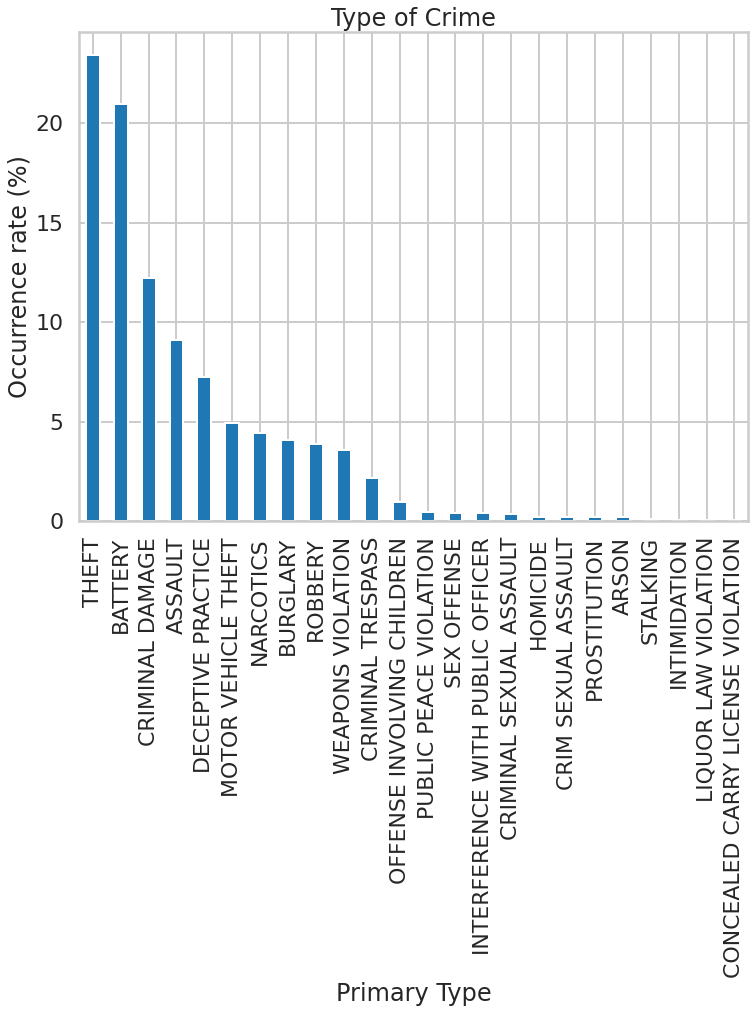 Type of Crime
Occurrence rate (%)
20
15
10
5
0
THEFT
BATTERY
CRIMINAL DAMAGE
ASSAULT
DECEPTIVE PRACTICE
MOTOR VEHICLE THEFT
NARCOTICS
BURGLARY
ROBBERY
WEAPONS VIOLATION
CRIMINAL TRESPASS
OFFENSE INVOLVING CHILDREN
PUBLIC PEACE VIOLATION
SEX OFFENSE
INTERFERENCE WITH PUBLIC OFFICER
CRIMINAL SEXUAL ASSAULT
HOMICIDE
CRIM SEXUAL ASSAULT
PROSTITUTION
ARSON
STALKING
INTIMIDATION
LIQUOR LAW VIOLATION
CONCEALED CARRY LICENSE VIOLATION
Primary Type